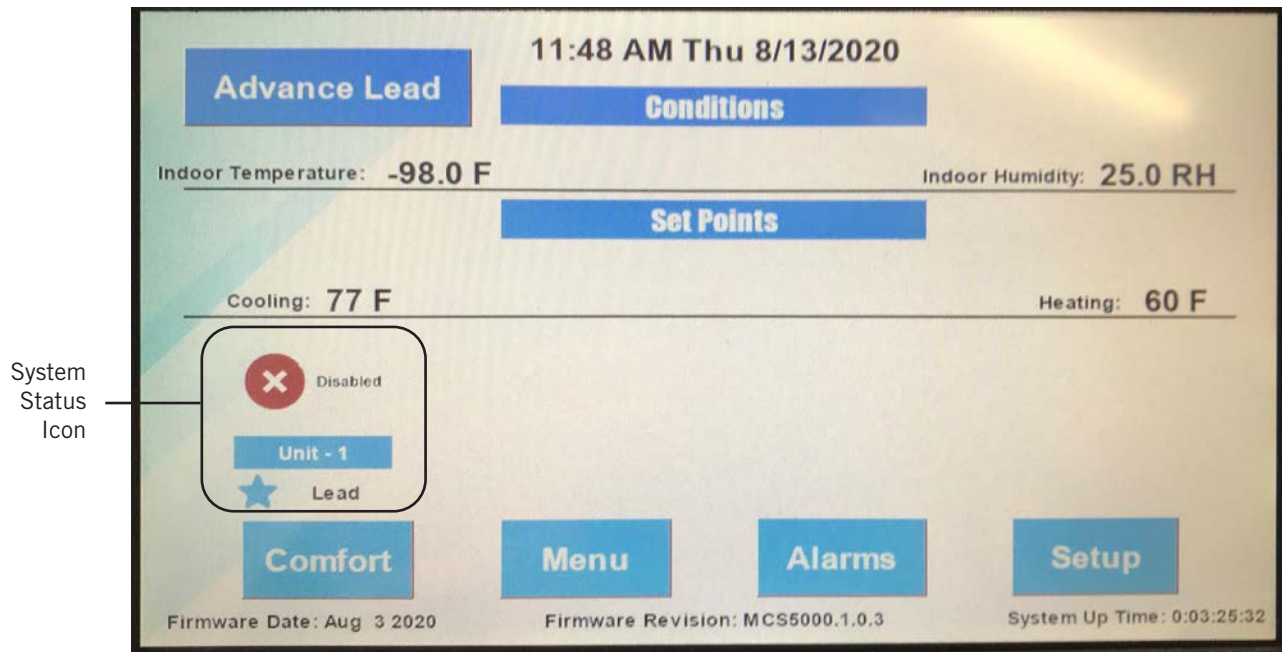 11:48 AM Thu 8/13/2020
Advance Lead
Conditions
Indoor Temperature: -98.0 F
Indoor Humidity: 25.0 RH
Set Points
Cooling: 77 F
Heating: 60 F
System
Status
Icon
Disabled
Unit - 1
Lead
Comfort
Menu
Alarms
Setup
Firmware Date: Aug 3 2020
Firmware Revision: MCS5000.1.0.3
System Up Time: 0:03:25:32